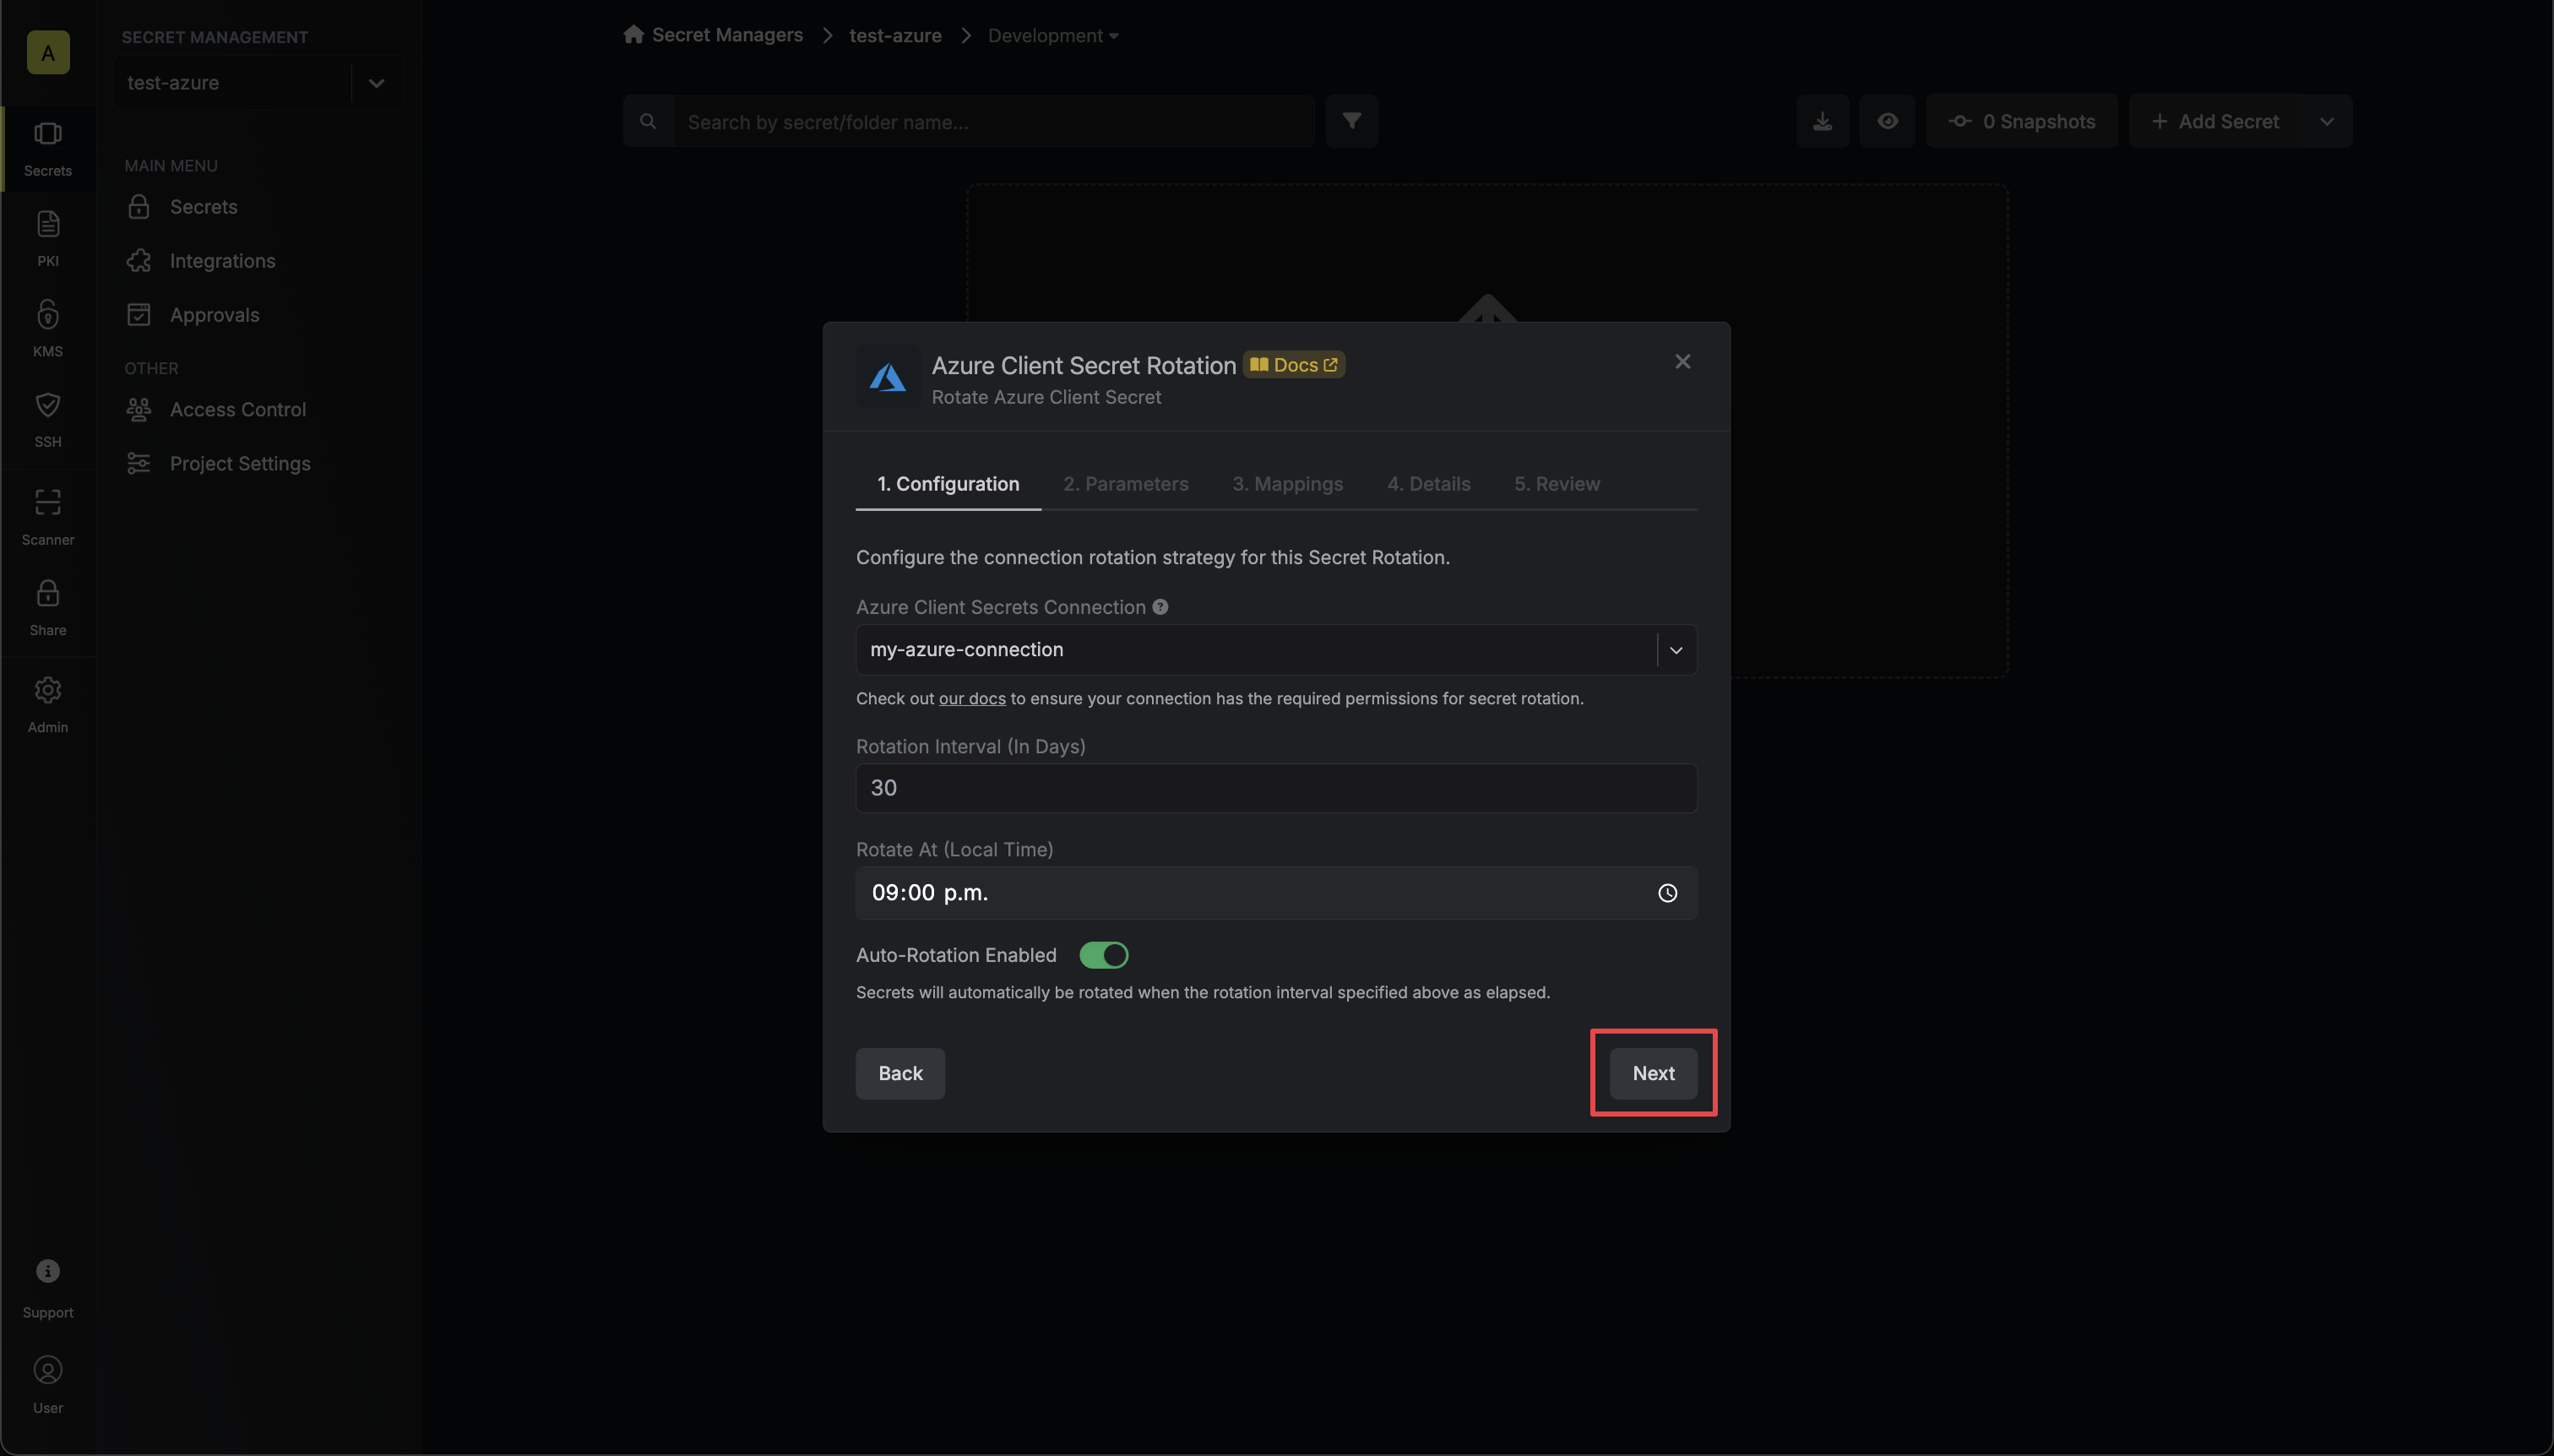 A
Secrets
PKI
KMS
SSH
Scanner
Share
Admin
Support
User
SECRET MANAGEMENT
test-azure
MAIN MENU
Secrets
Integrations
Approvals
OTHER
Access Control
Project Settings
Secret Managers test-azure Development
Search by secret/folder name...
0 Snapshots
Add Secret
Azure Client Secret Rotation Docs
Rotate Azure Client Secret
1. Configuration 2. Parameters 3. Mappings 4. Details 5. Review
Configure the connection rotation strategy for this Secret Rotation.
Azure Client Secrets Connection
my-azure-connection
Check out our docs to ensure your connection has the required permissions for secret rotation.
Rotation Interval (In Days)
30
Rotate At (Local Time)
09:00 p.m.
Auto-Rotation Enabled
Secrets will automatically be rotated when the rotation interval specified above as elapsed.
Back Next